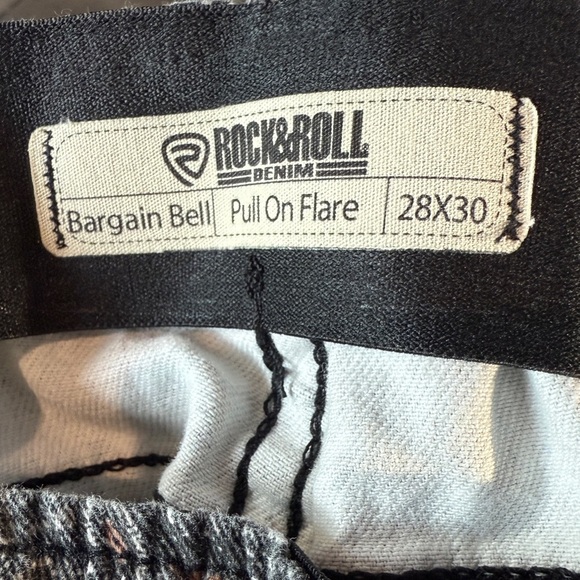 ROCK&ROLL
DENIM
Bargain Bell Pull On Flare 28X30